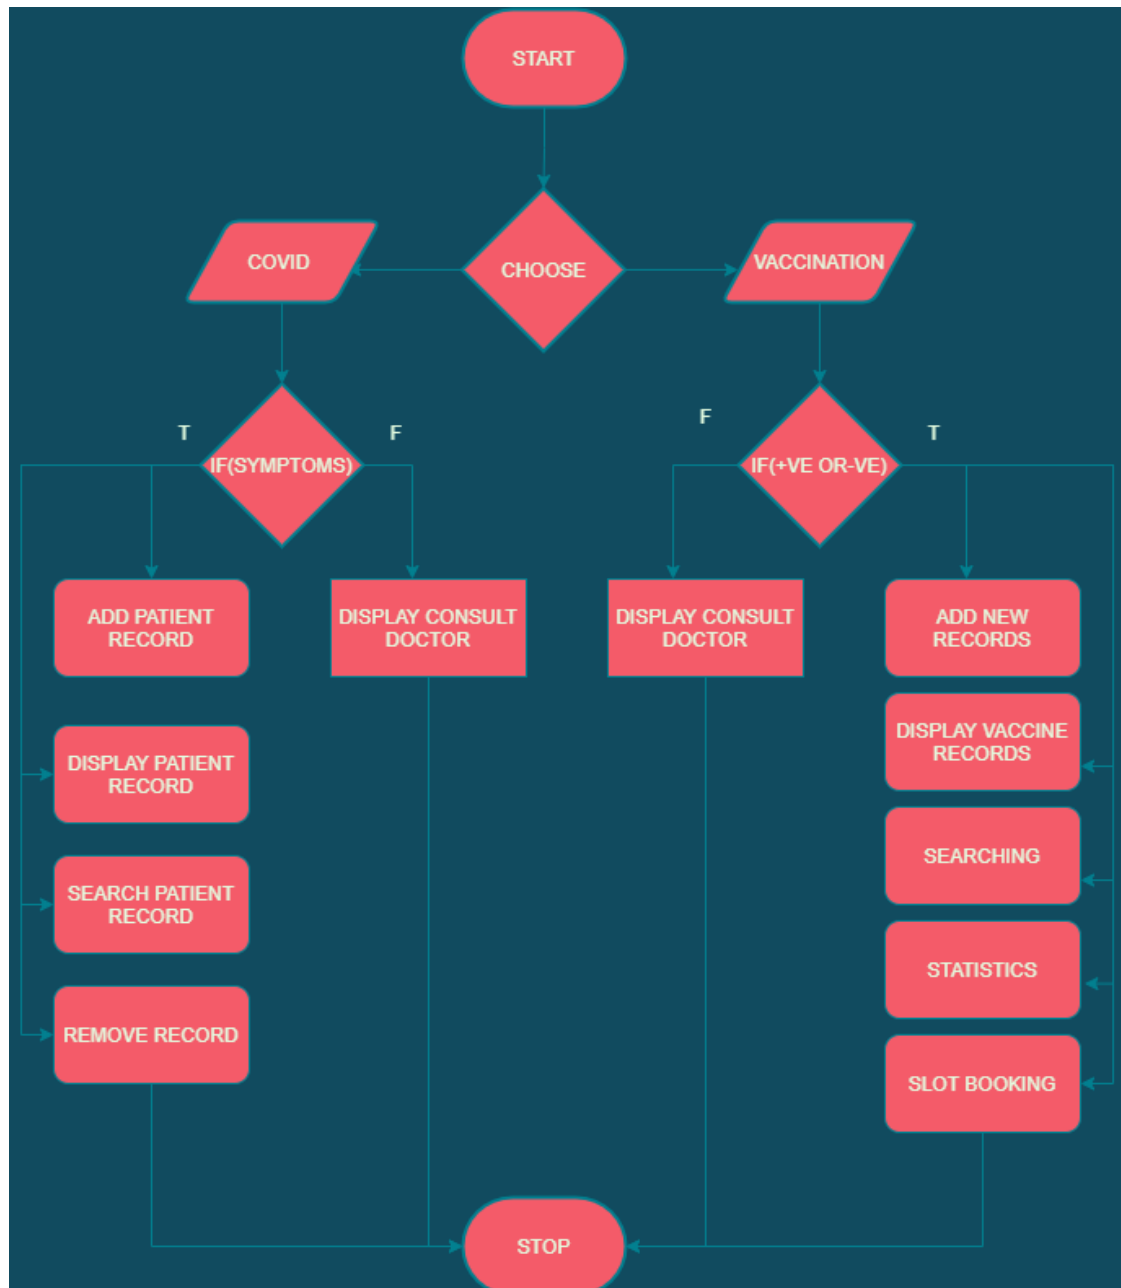 START
COVID
CHOOSE
VACCINATION
T
F
F
T
IF(SYMPTOMS)
IF(+VE OR-VE)
ADD PATIENT
RECORD
DISPLAY CONSULT
DOCTOR
DISPLAY CONSULT
DOCTOR
ADD NEW
RECORDS
DISPLAY PATIENT
RECORD
DISPLAY VACCINE
RECORDS
SEARCH PATIENT
RECORD
SEARCHING
STATISTICS
REMOVE RECORD
SLOT BOOKING
STOP